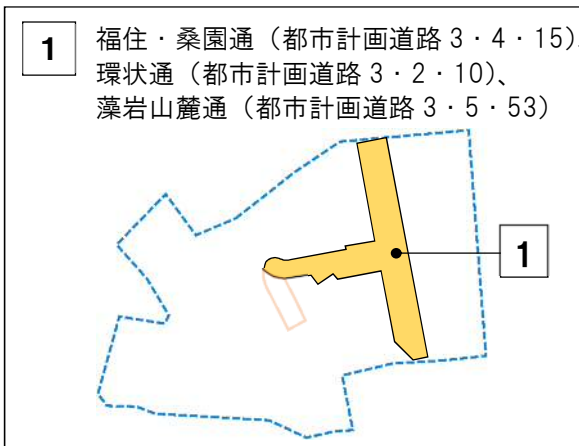 1
福住・桑園通（都市計画道路３・４・15）、
環状通（都市計画道路３・２・10）、
藻岩山麓通（都市計画道路３・５・53）
1